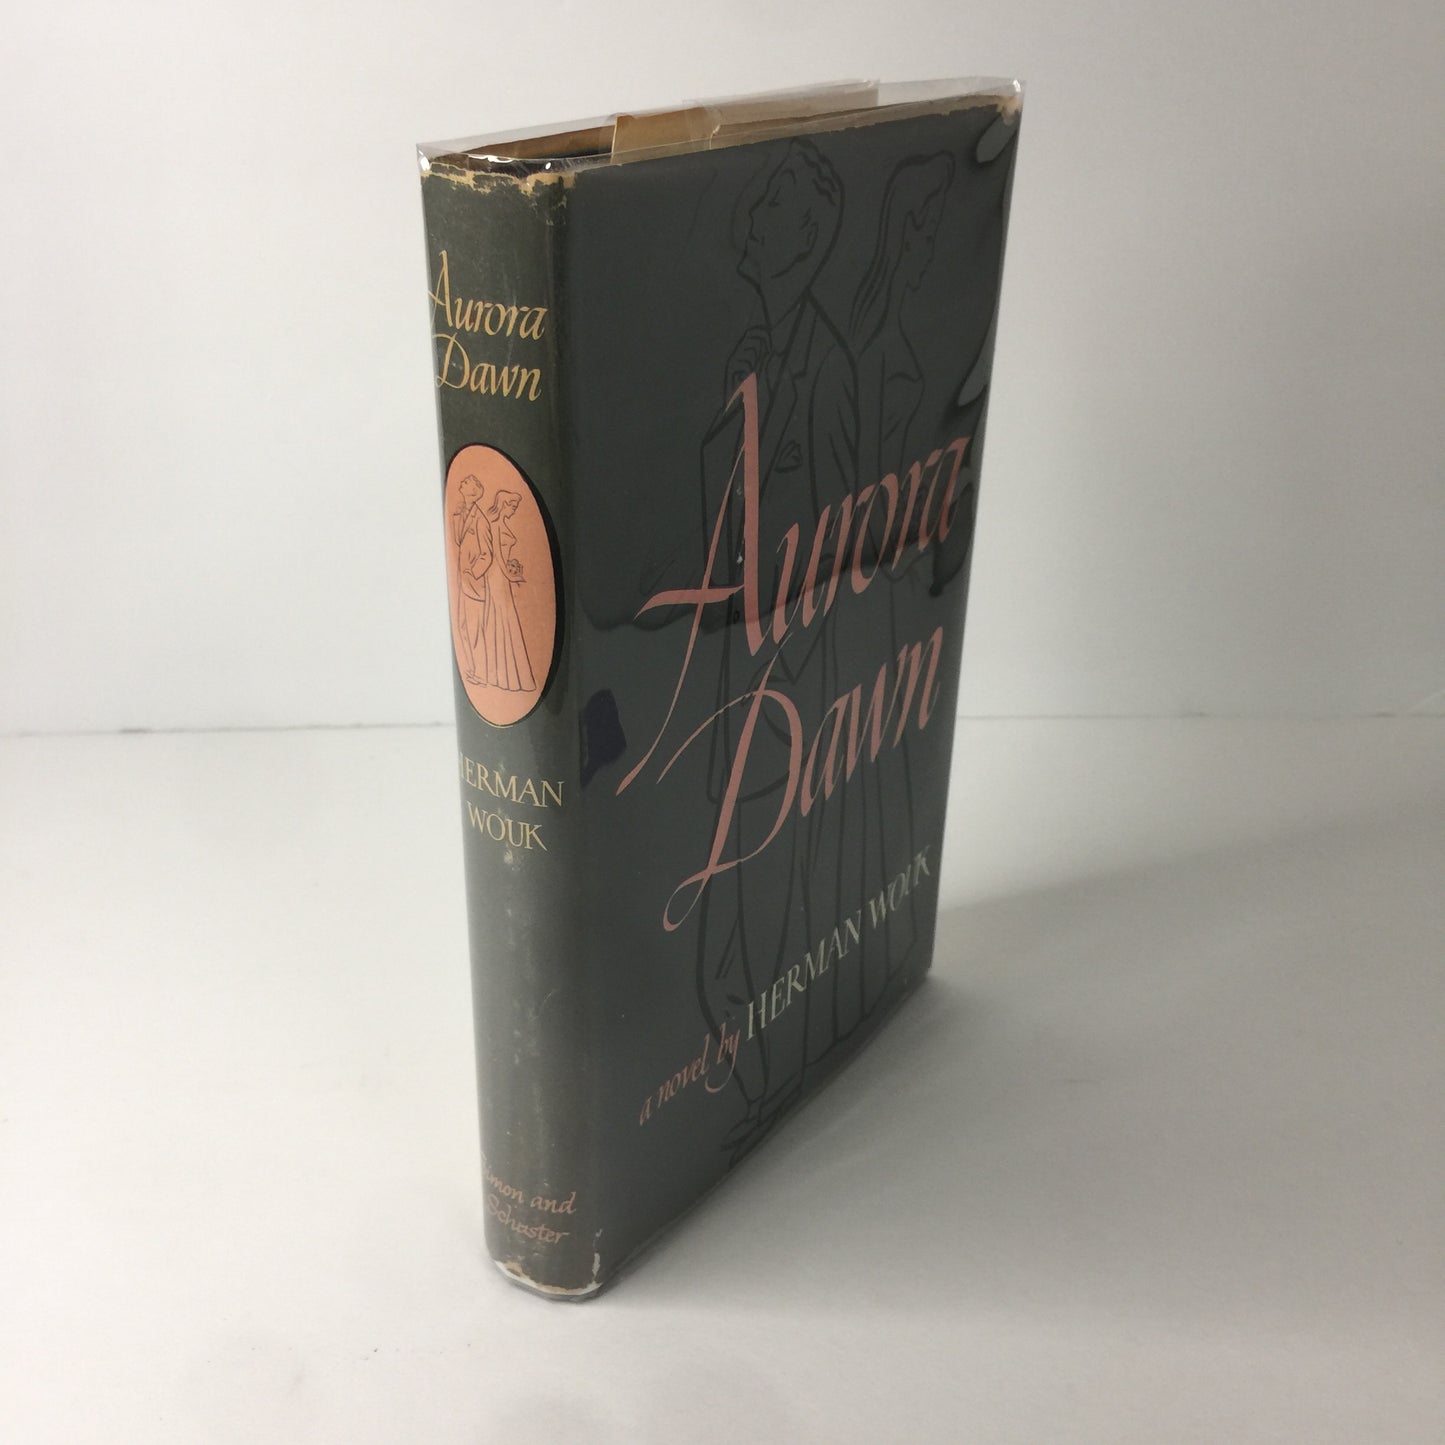 Aurora
Dawn
HERMAN
WOUK
Simon and
Schuster
Aurora
Dawn
a novel by HERMAN WOUK